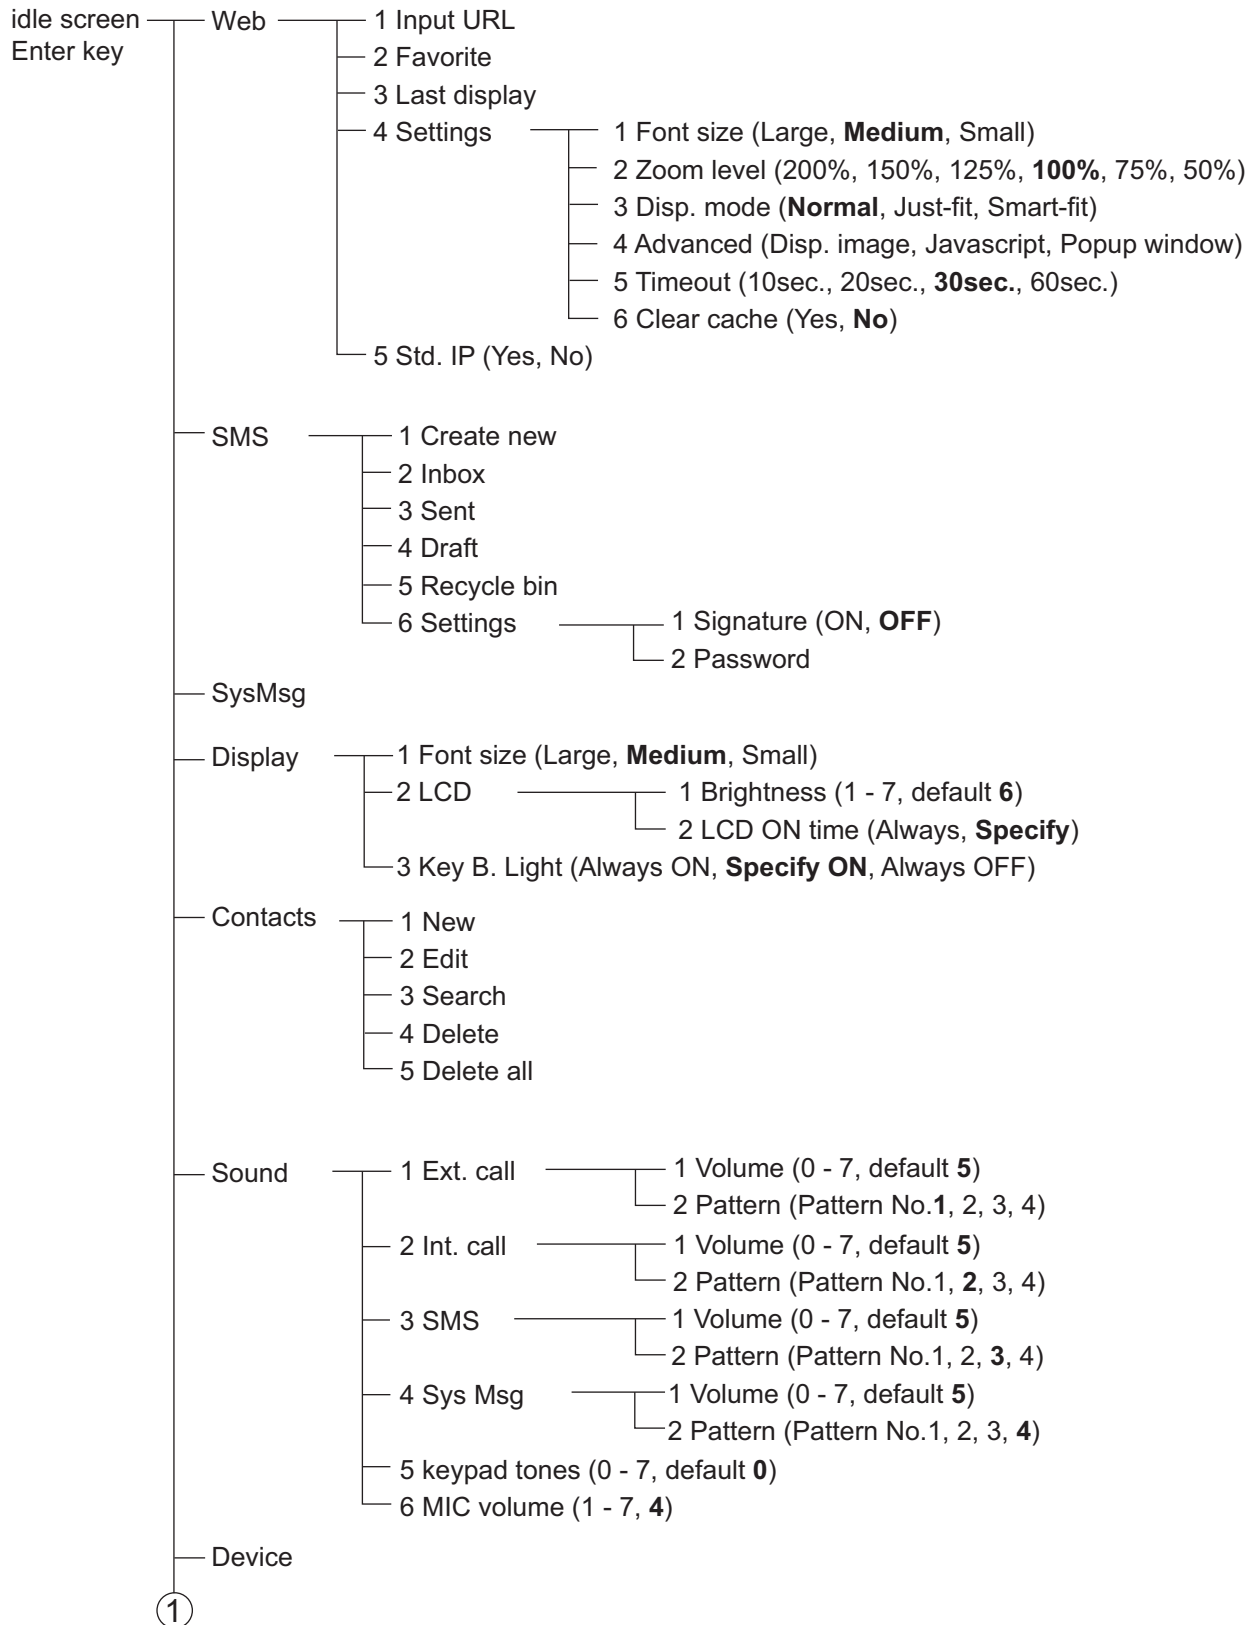 idle screen
Enter key
Web
1 Input URL
2 Favorite
3 Last display
4 Settings
1 Font size (Large, Medium, Small)
2 Zoom level (200%, 150%, 125%, 100%, 75%, 50%)
3 Disp. mode (Normal, Just-fit, Smart-fit)
4 Advanced (Disp. image, Javascript, Popup window)
5 Timeout (10sec., 20sec., 30sec., 60sec.)
6 Clear cache (Yes, No)
5 Std. IP (Yes, No)
SMS
1 Create new
2 Inbox
3 Sent
4 Draft
5 Recycle bin
6 Settings
1 Signature (ON, OFF)
2 Password
SysMsg
Display
1 Font size (Large, Medium, Small)
2 LCD
1 Brightness (1 - 7, default 6)
2 LCD ON time (Always, Specify)
3 Key B. Light (Always ON, Specify ON, Always OFF)
Contacts
1 New
2 Edit
3 Search
4 Delete
5 Delete all
Sound
1 Ext. call
1 Volume (0 - 7, default 5)
2 Pattern (Pattern No.1, 2, 3, 4)
2 Int. call
1 Volume (0 - 7, default 5)
2 Pattern (Pattern No.1, 2, 3, 4)
3 SMS
1 Volume (0 - 7, default 5)
2 Pattern (Pattern No.1, 2, 3, 4)
4 Sys Msg
1 Volume (0 - 7, default 5)
2 Pattern (Pattern No.1, 2, 3, 4)
5 keypad tones (0 - 7, default 0)
6 MIC volume (1 - 7, 4)
Device
1